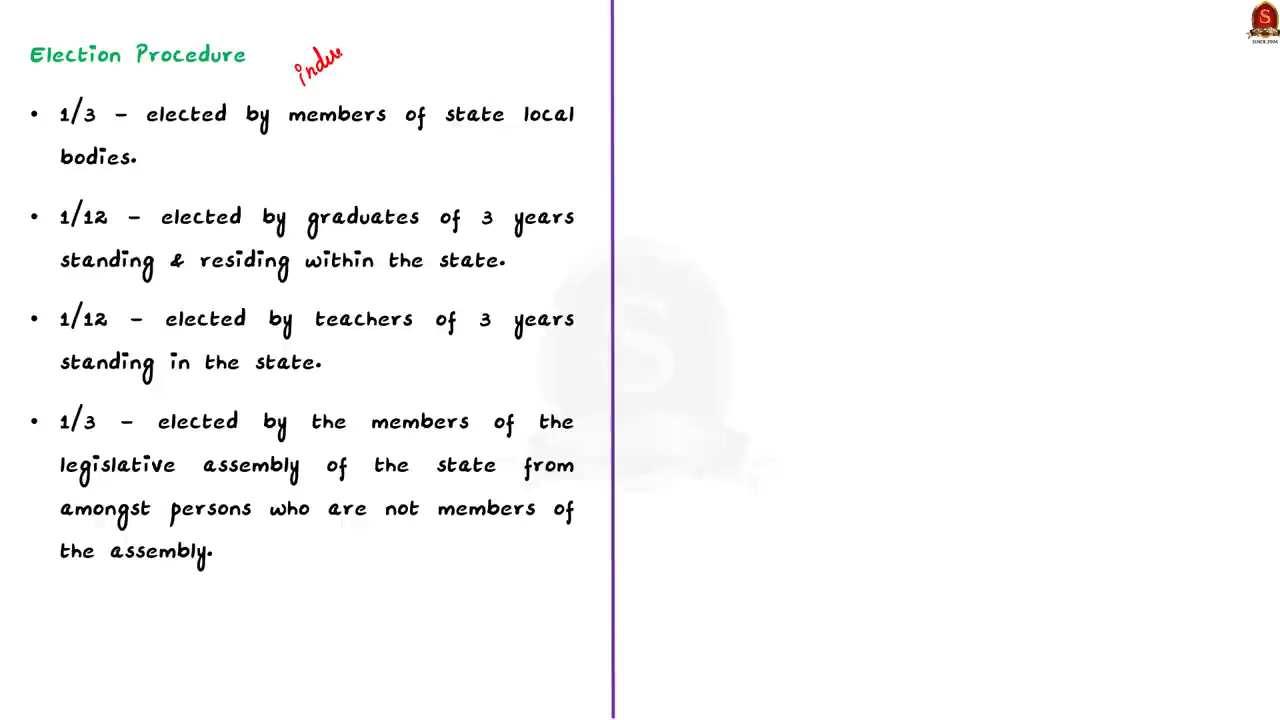 Election Procedure
• 1/3 - elected by members of state local
bodies.
• 1/12 - elected by graduates of 3 years
standing & residing within the state.
• 1/12 - elected by teachers of 3 years
standing in the state.
• 1/3 - elected by the members of the
legislative assembly of the state from
amongst persons who are not members of
the assembly.
S
SINCE 2004
S